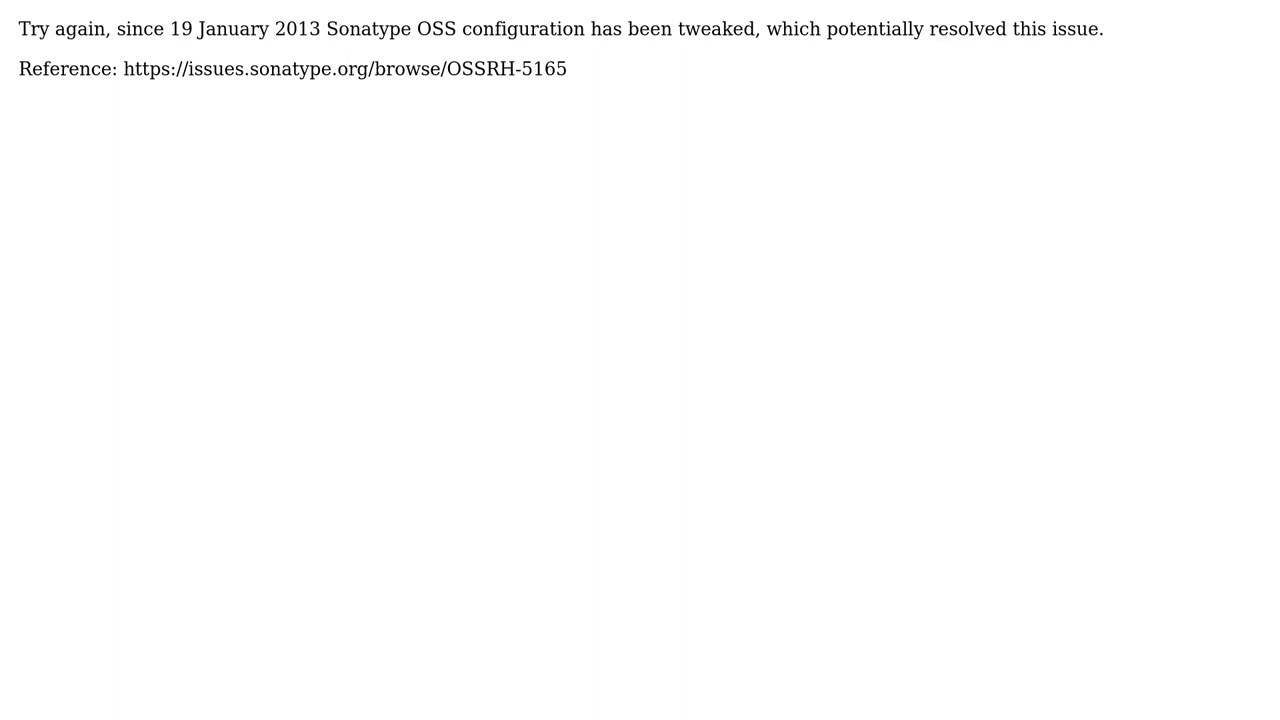 Try again, since 19 January 2013 Sonatype OSS configuration has been tweaked, which potentially resolved this issue.
Reference: https://issues.sonatype.org/browse/OSSRH-5165